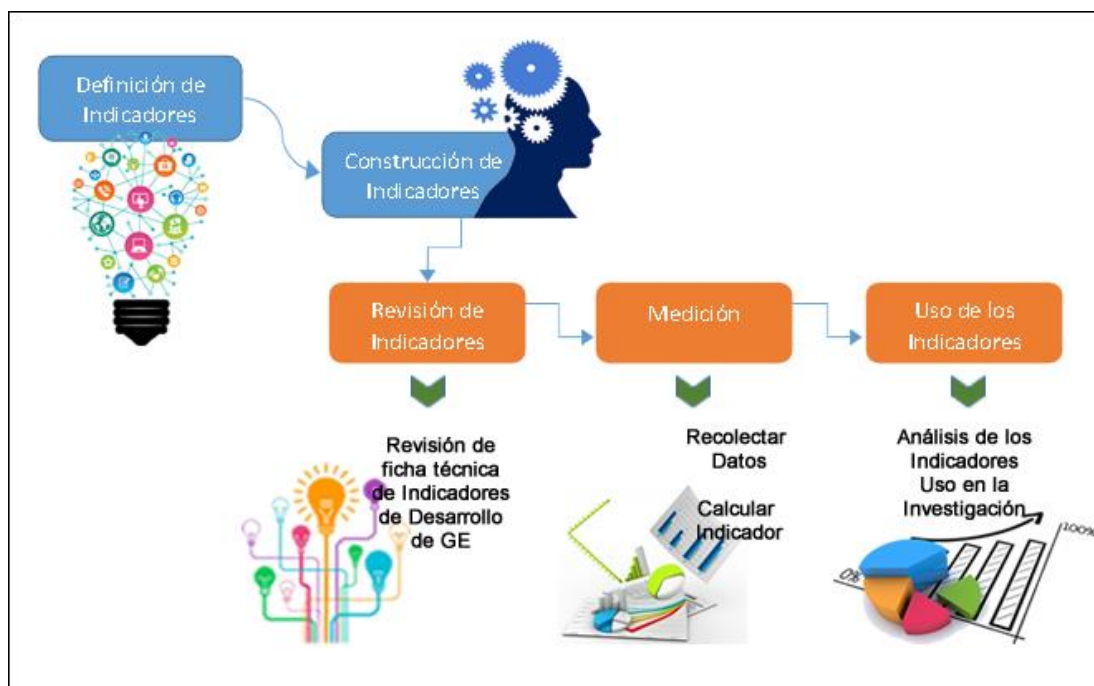 Definición de
Indicadores
Construcción de
Indicadores
Revisión de
Indicadores
Medición
Uso de los
Indicadores
Revisión de
ficha técnica
de Indicadores
de Desarrollo
de GE
Recolectar
Datos
Calcular
Indicador
Análisis de los
Indicadores
Uso en la
Investigación
100%
0%